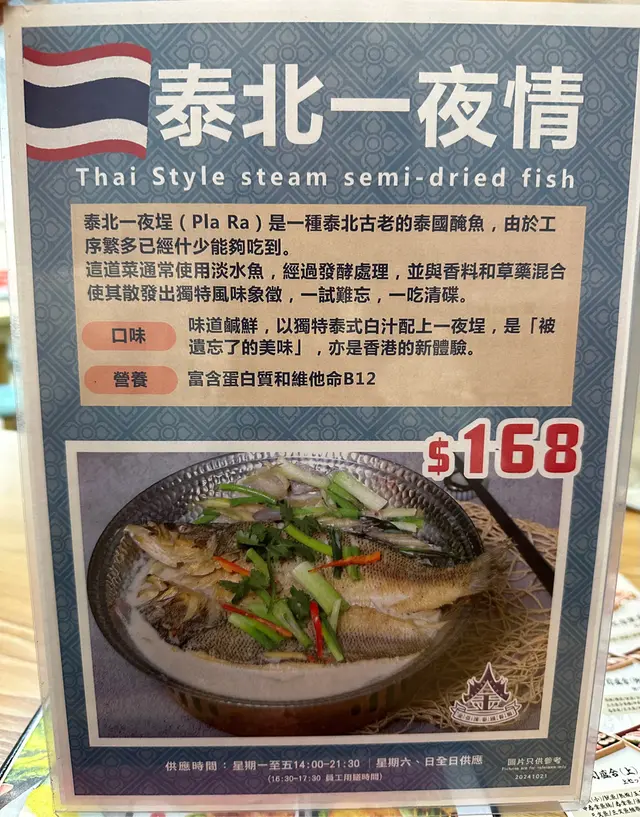 泰北一夜情
Thai Style steam semi-dried fish
泰北一夜埕（Pla Ra）是一種泰北古老的泰國醃魚，由於工
序繁多已經什少能夠吃到。
這道菜通常使用淡水魚，經過發酵處理，並與香料和草藥混合
使其散發出獨特風味象徵，一試難忘，一吃清碟。
口味
味道鹹鮮，以獨特泰式白汁配上一夜埕，是「被
遺忘了的美味」，亦是香港的新體驗。
營養
富含蛋白質和維他命B12
$168
供應時間：星期一至五14:00-21:30｜星期六、日全日供應
(16:30-17:30 員工用膳時間)
圖片只供參考
Pictures are for reference only
20241021